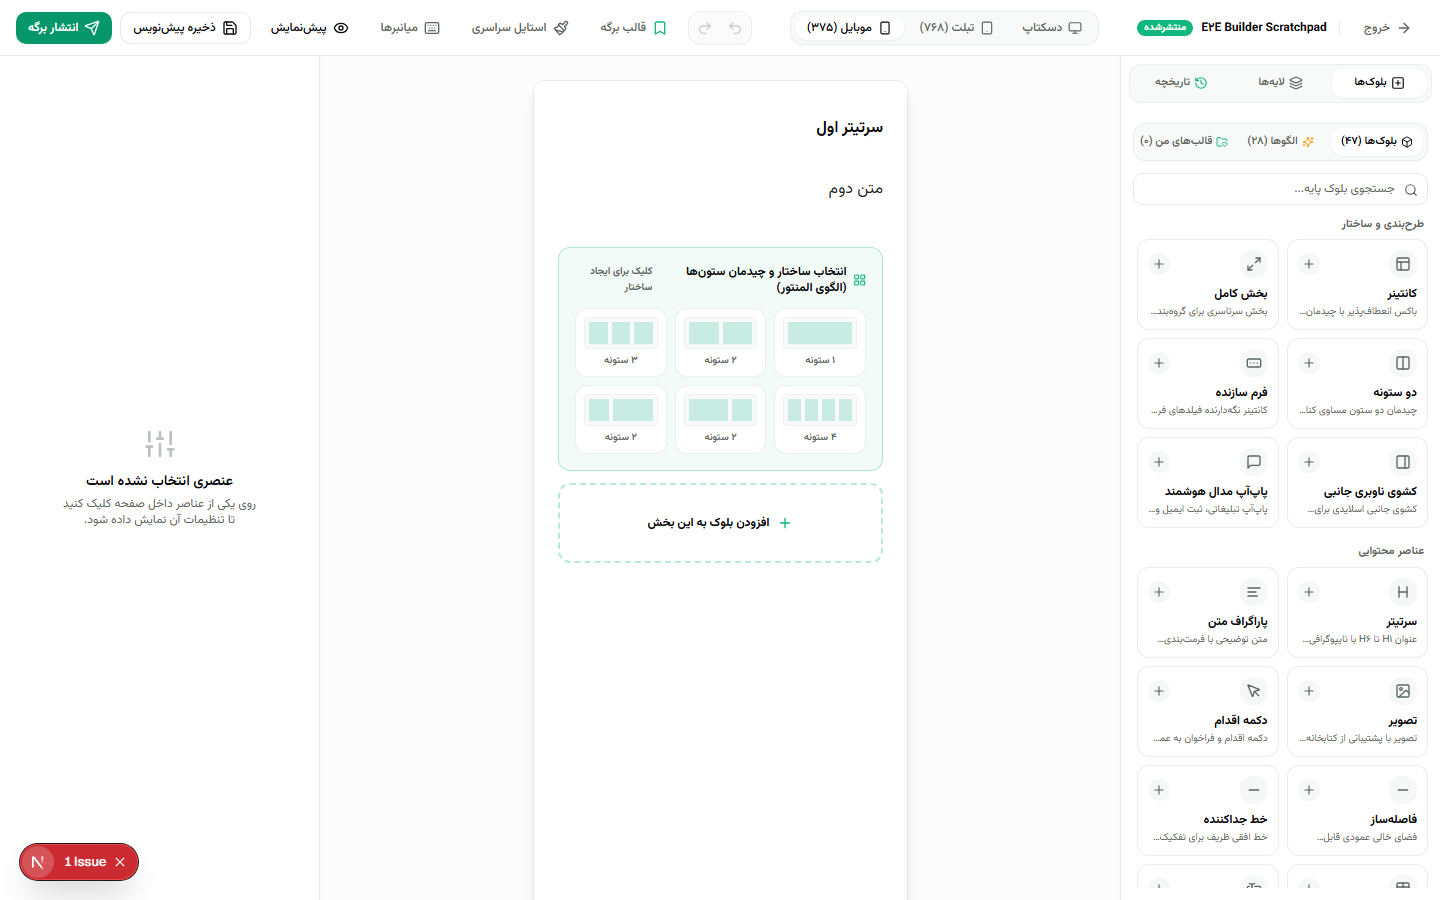 خروج
E2E Builder Scratchpad
منتشرشده
دسکتاپ
تبلت (۷۶۸)
موبایل (۳۷۵)
قالب برگه
استایل سراسری
میانبرها
پیش‌نمایش
ذخیره پیش‌نویس
انتشار برگه
بلوک‌ها
لایه‌ها
تاریخچه
بلوک‌ها (۴۷)
الگوها (۲۸)
قالب‌های من (۰)
جستجوی بلوک پایه...
طرح‌بندی و ساختار
کانتینر
باکس انعطاف‌پذیر با چیدمان...
بخش کامل
بخش سرتاسری برای گروه‌بند...
دو ستونه
چیدمان دو ستون مساوی کنا...
فرم سازنده
کانتینر نگه‌دارنده فیلدهای فر...
کشوی ناوبری جانبی
کشوی جانبی اسلایدی برای...
پاپ‌آپ مدال هوشمند
پاپ‌آپ تبلیغاتی، ثبت ایمیل و...
عناصر محتوایی
سرتیتر
عنوان H۱ تا H۶ با تایپوگرافی...
پاراگراف متن
متن توضیحی با فرمت‌بندی...
تصویر
تصویر با پشتیبانی از کتابخانه...
دکمه اقدام
دکمه اقدام و فراخوان به عمـ...
فاصله‌ساز
فضای خالی عمودی قابل...
خط جداکننده
خط افقی ظریف برای تفکیک...
سرتیتر اول
متن دوم
انتخاب ساختار و چیدمان ستون‌ها
(الگوی المنتور)
کلیک برای ایجاد
ساختار
۱ ستونه
۲ ستونه
۳ ستونه
۴ ستونه
۲ ستونه
۲ ستونه
افزودن بلوک به این بخش
عنصری انتخاب نشده است
روی یکی از عناصر داخل صفحه کلیک کنید
تا تنظیمات آن نمایش داده شود.
N
1 Issue